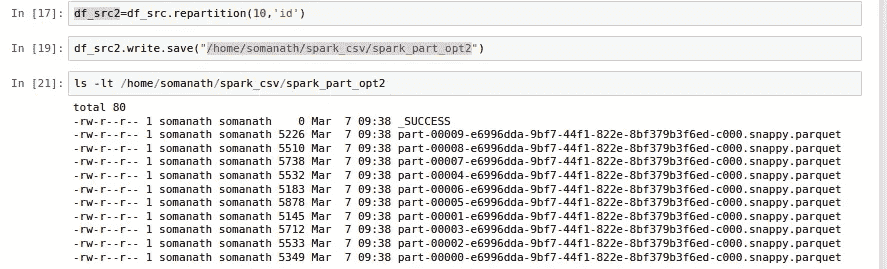 In [17]: df_src2=df_src.repartition(10,'id')
In [19]: df_src2.write.save("/home/somanath/spark_csv/spark_part_opt2")
In [21]: ls -lt /home/somanath/spark_csv/spark_part_opt2
total 80
-rw-r--r-- 1 somanath somanath    0 Mar  7 09:38 _SUCCESS
-rw-r--r-- 1 somanath somanath 5226 Mar  7 09:38 part-00009-e6996dda-9bf7-44f1-822e-8bf379b3f6ed-c000.snappy.parquet
-rw-r--r-- 1 somanath somanath 5510 Mar  7 09:38 part-00008-e6996dda-9bf7-44f1-822e-8bf379b3f6ed-c000.snappy.parquet
-rw-r--r-- 1 somanath somanath 5738 Mar  7 09:38 part-00007-e6996dda-9bf7-44f1-822e-8bf379b3f6ed-c000.snappy.parquet
-rw-r--r-- 1 somanath somanath 5532 Mar  7 09:38 part-00004-e6996dda-9bf7-44f1-822e-8bf379b3f6ed-c000.snappy.parquet
-rw-r--r-- 1 somanath somanath 5183 Mar  7 09:38 part-00006-e6996dda-9bf7-44f1-822e-8bf379b3f6ed-c000.snappy.parquet
-rw-r--r-- 1 somanath somanath 5878 Mar  7 09:38 part-00005-e6996dda-9bf7-44f1-822e-8bf379b3f6ed-c000.snappy.parquet
-rw-r--r-- 1 somanath somanath 5145 Mar  7 09:38 part-00001-e6996dda-9bf7-44f1-822e-8bf379b3f6ed-c000.snappy.parquet
-rw-r--r-- 1 somanath somanath 5712 Mar  7 09:38 part-00003-e6996dda-9bf7-44f1-822e-8bf379b3f6ed-c000.snappy.parquet
-rw-r--r-- 1 somanath somanath 5533 Mar  7 09:38 part-00002-e6996dda-9bf7-44f1-822e-8bf379b3f6ed-c000.snappy.parquet
-rw-r--r-- 1 somanath somanath 5349 Mar  7 09:38 part-00000-e6996dda-9bf7-44f1-822e-8bf379b3f6ed-c000.snappy.parquet